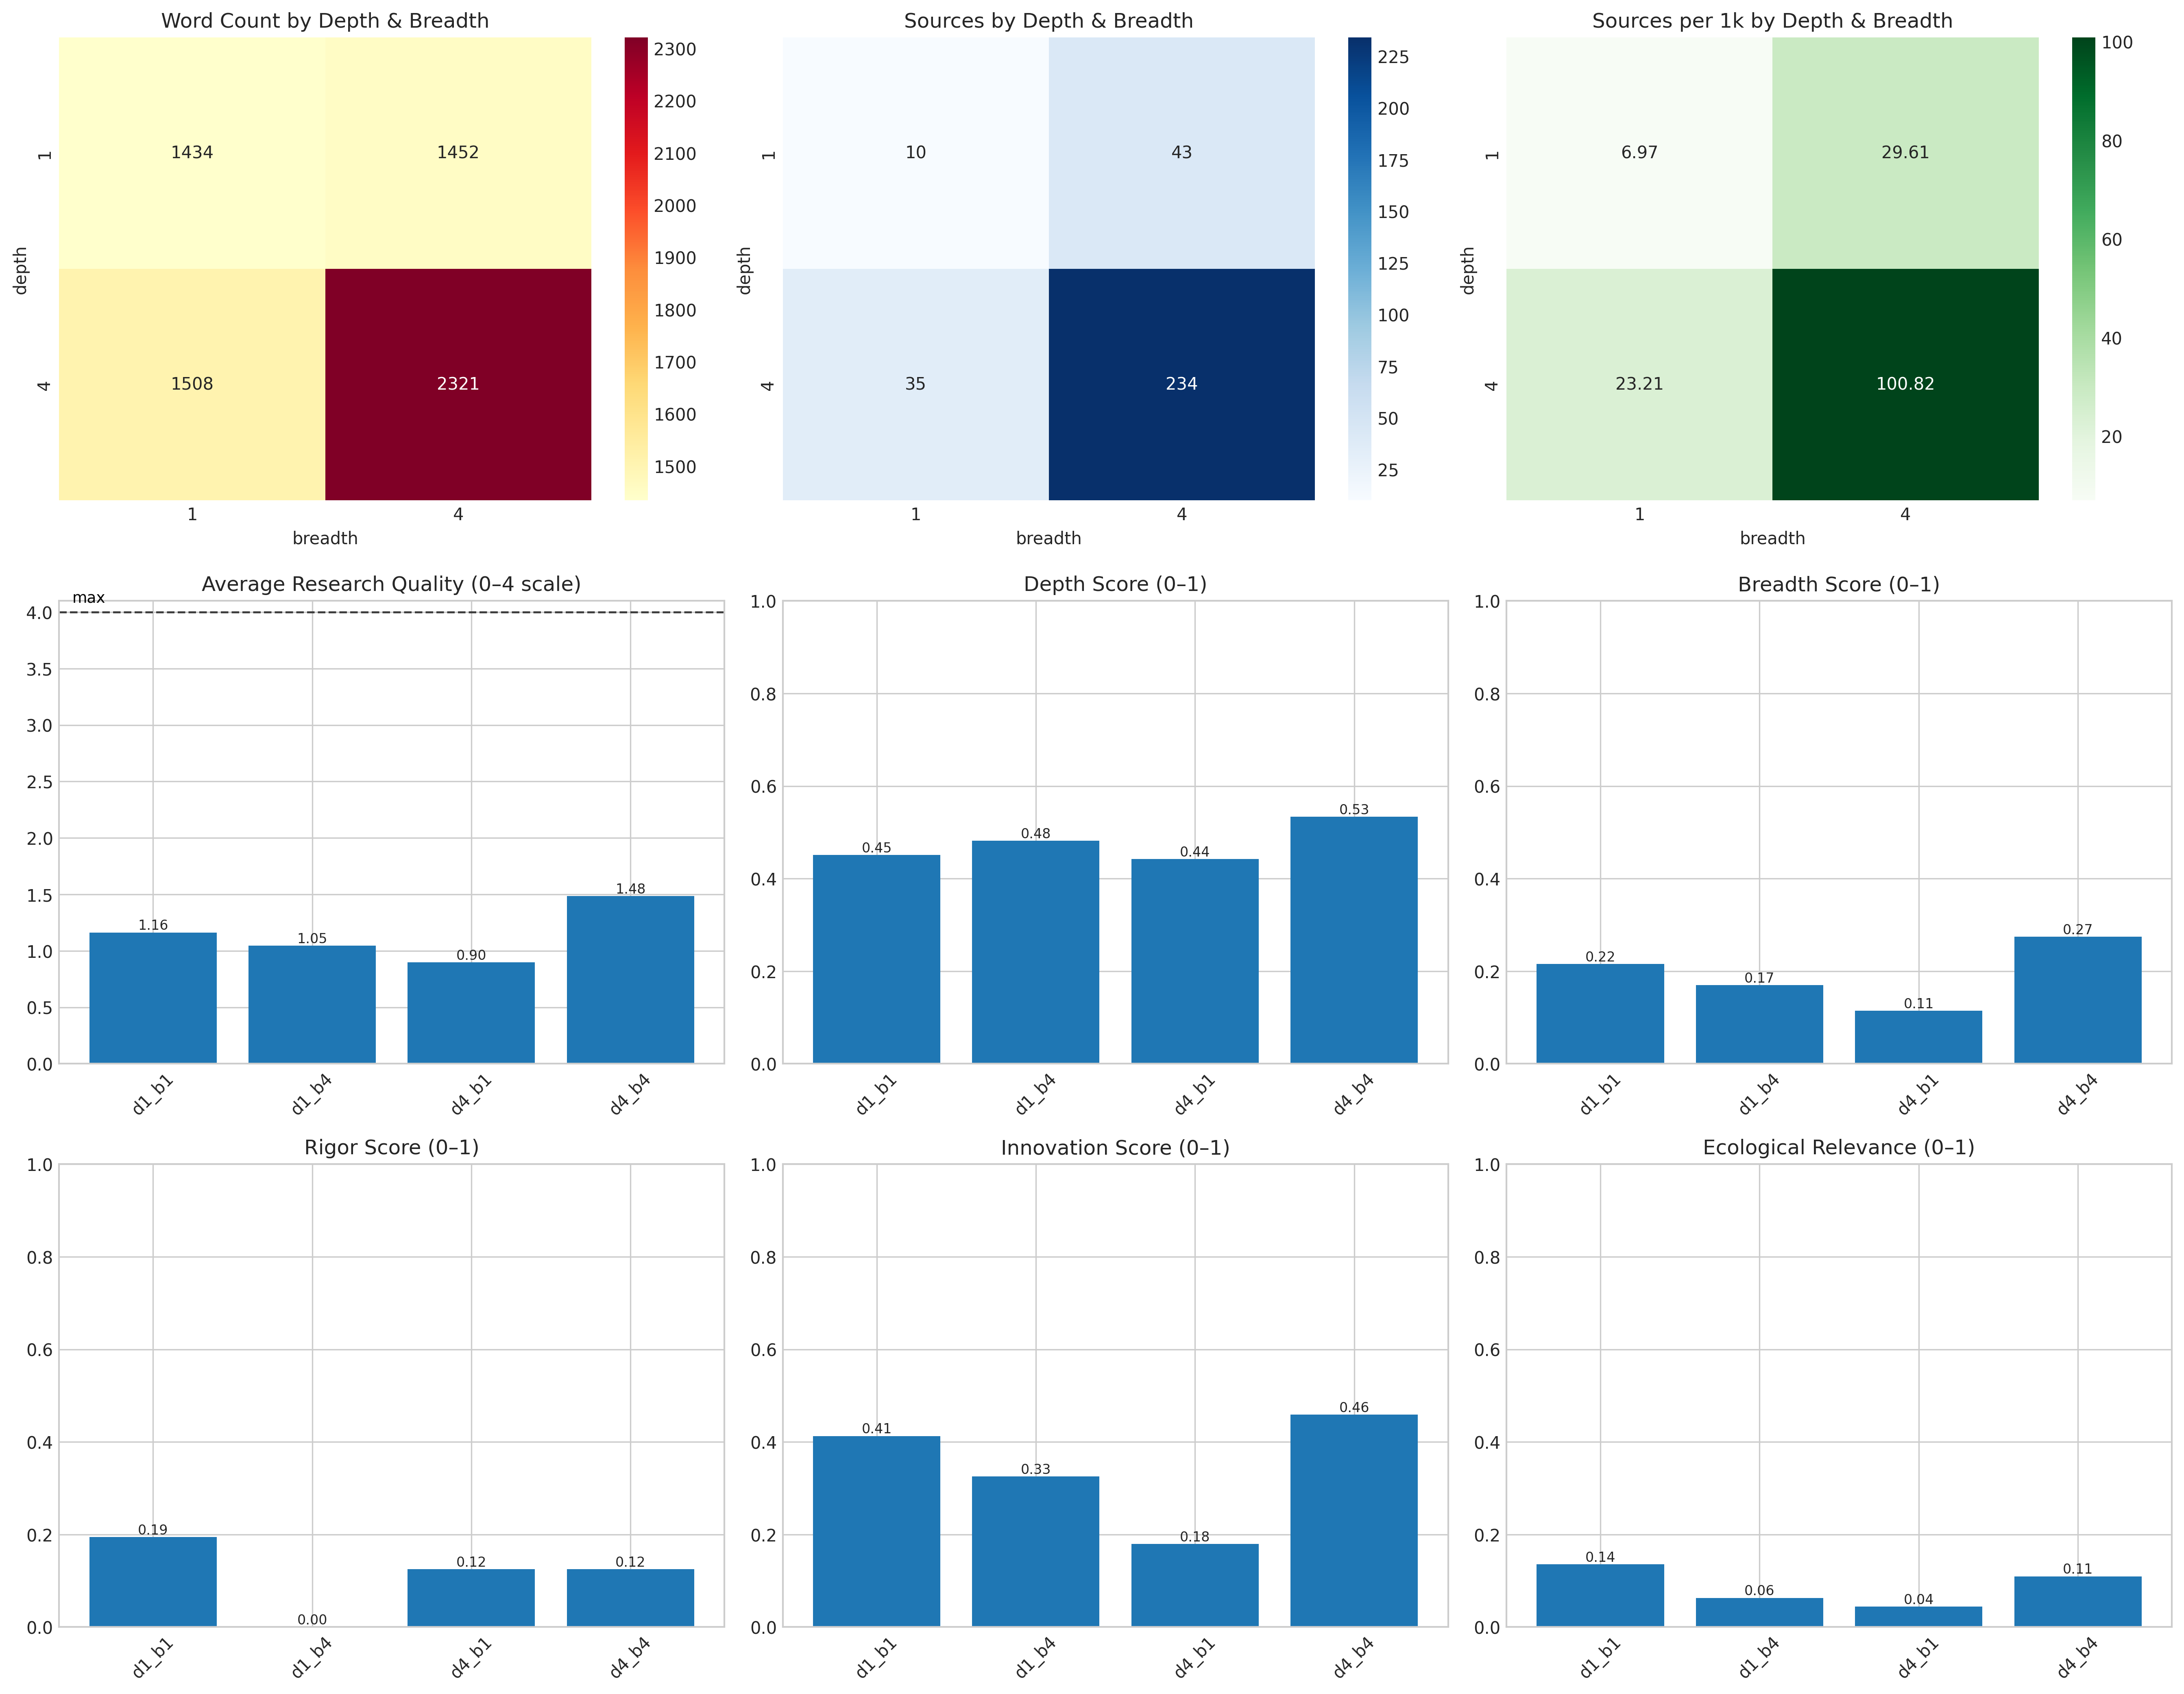 Word Count by Depth & Breadth
1434
1452
1508
2321
1
4
depth
1
4
breadth
2300
2200
2100
2000
1900
1800
1700
1600
1500
Sources by Depth & Breadth
10
43
35
234
1
4
depth
1
4
breadth
225
200
175
150
125
100
75
50
25
Sources per 1k by Depth & Breadth
6.97
29.61
23.21
100.82
1
4
depth
1
4
breadth
100
80
60
40
20
Average Research Quality (0–4 scale)
max
4.0
3.5
3.0
2.5
2.0
1.5
1.0
0.5
0.0
1.16
1.05
0.90
1.48
d1_b1
d1_b4
d4_b1
d4_b4
Depth Score (0–1)
1.0
0.8
0.6
0.4
0.2
0.0
0.45
0.48
0.44
0.53
d1_b1
d1_b4
d4_b1
d4_b4
Breadth Score (0–1)
1.0
0.8
0.6
0.4
0.2
0.0
0.22
0.17
0.11
0.27
d1_b1
d1_b4
d4_b1
d4_b4
Rigor Score (0–1)
1.0
0.8
0.6
0.4
0.2
0.0
0.19
0.00
0.12
0.12
d1_b1
d1_b4
d4_b1
d4_b4
Innovation Score (0–1)
1.0
0.8
0.6
0.4
0.2
0.0
0.41
0.33
0.18
0.46
d1_b1
d1_b4
d4_b1
d4_b4
Ecological Relevance (0–1)
1.0
0.8
0.6
0.4
0.2
0.0
0.14
0.06
0.04
0.11
d1_b1
d1_b4
d4_b1
d4_b4